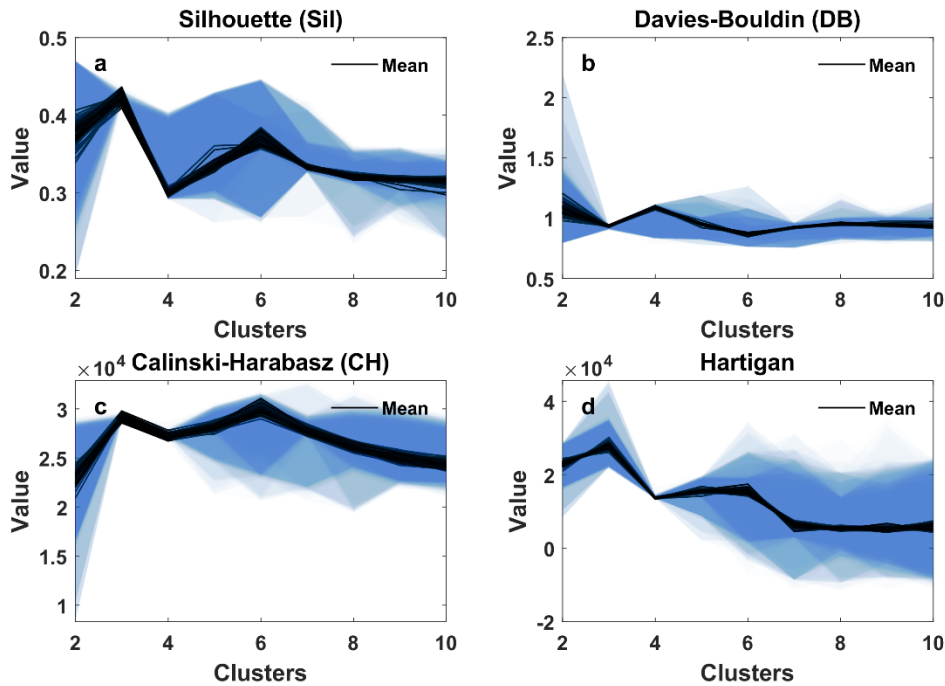 Silhouette (Sil)
Davies-Bouldin (DB)
0.5
a
Mean
0.4
Value
0.3
0.2
2 4 6 8 10
Clusters
2.5
b
Mean
2
Value
1.5
1
0.5
2 4 6 8 10
Clusters
×10⁴ Calinski-Harabasz (CH)
×10⁴ Hartigan
3
c
Mean
2.5
Value
2
1.5
1
2 4 6 8 10
Clusters
4
d
Mean
2
Value
0
-2
2 4 6 8 10
Clusters